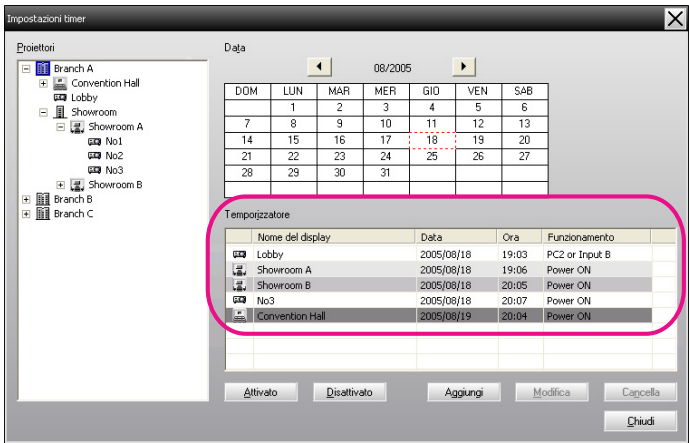 Impostazioni timer
Proiettori
Branch A
Convention Hall
Lobby
Showroom
Showroom A
No1
No2
No3
Showroom B
Branch B
Branch C
Data
08/2005
DOM LUN MAR MER GIO VEN SAB
1 2 3 4 5 6
7 8 9 10 11 12 13
14 15 16 17 18 19 20
21 22 23 24 25 26 27
28 29 30 31
Temporizzatore
Nome del display Data Ora Funzionamento
Lobby 2005/08/18 19:03 PC2 or Input B
Showroom A 2005/08/18 19:06 Power ON
Showroom B 2005/08/18 20:05 Power ON
No3 2005/08/18 20:07 Power ON
Convention Hall 2005/08/19 20:04 Power ON
Attivato Disattivato Aggiungi Modifica Cancella
Chiudi